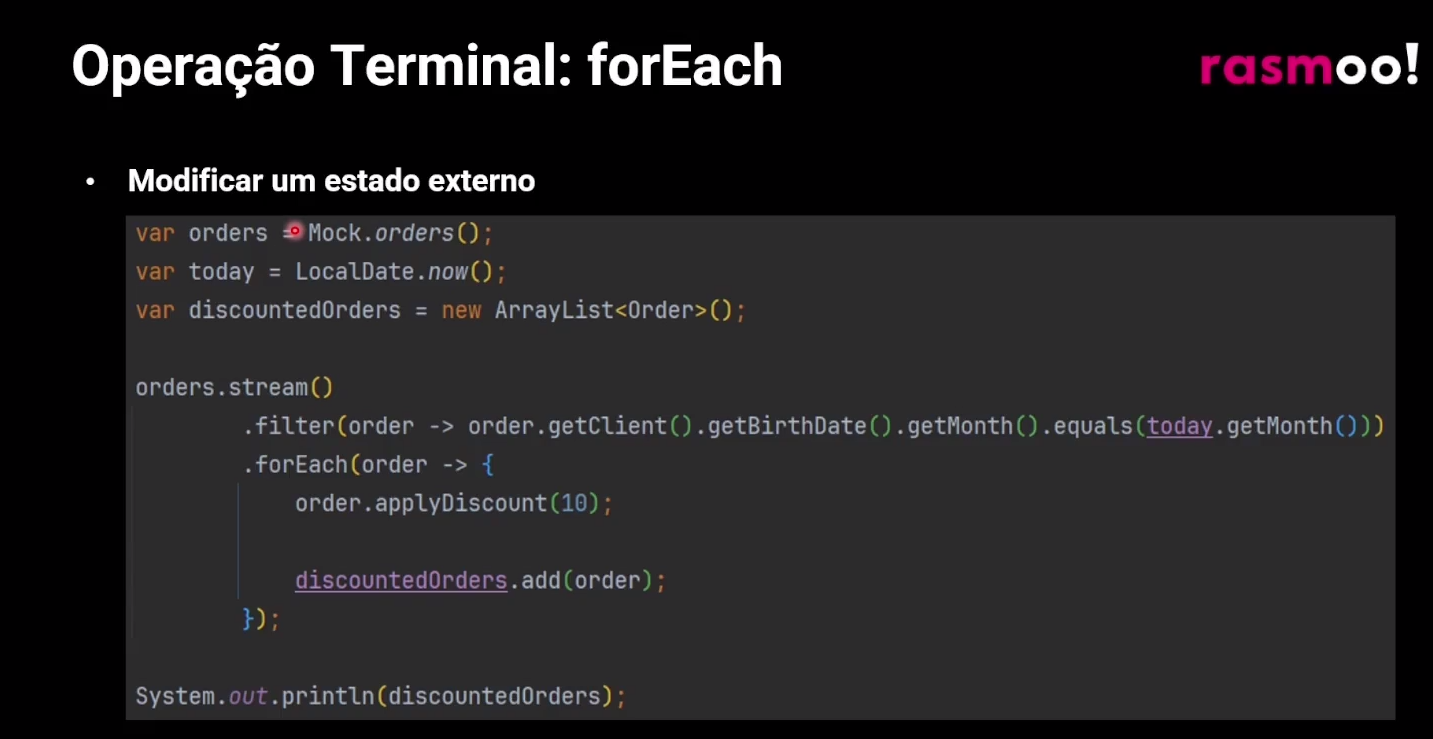 Operação Terminal: forEach
rasmoo!
• Modificar um estado externo
var orders = Mock.orders();
var today = LocalDate.now();
var discountedOrders = new ArrayList<Order>();
orders.stream()
.filter(order -> order.getClient().getBirthDate().getMonth().equals(today.getMonth()))
.forEach(order -> {
order.applyDiscount(10);
discountedOrders.add(order);
});
System.out.println(discountedOrders);